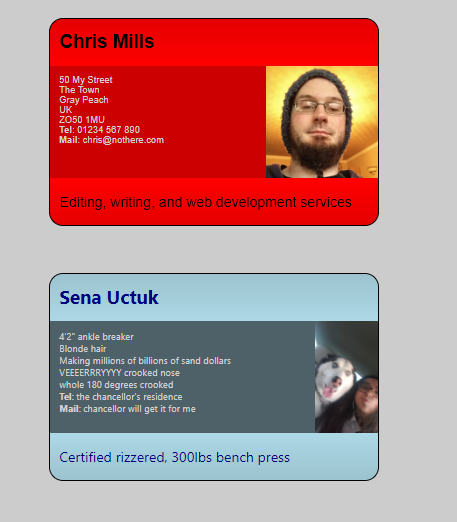 Chris Mills
50 My Street
The Town
Gray Peach
UK
ZO50 1MU
Tel: 01234 567 890
Mail: chris@nothere.com
Editing, writing, and web development services
Sena Uctuk
4'2" ankle breaker
Blonde hair
Making millions of billions of sand dollars
VEEEERRRYYYY crooked nose
whole 180 degrees crooked
Tel: the chancellor's residence
Mail: chancellor will get it for me
Certified rizzered, 300lbs bench press